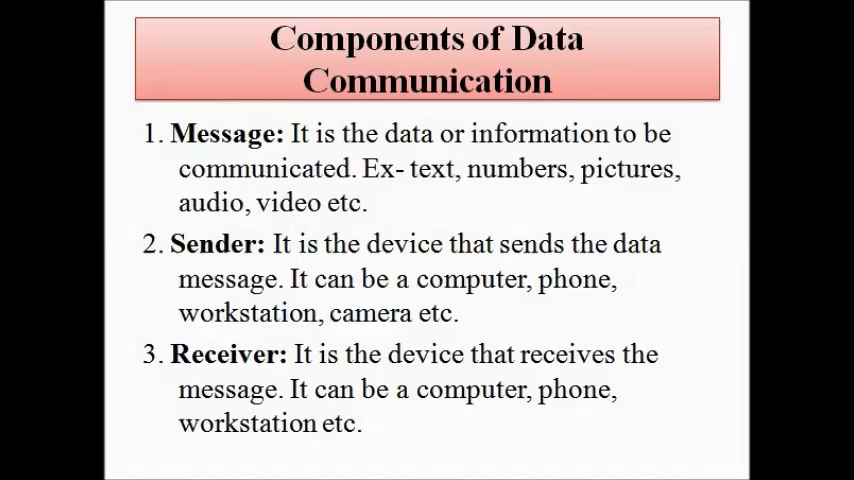 Components of Data
Communication
1. Message: It is the data or information to be
communicated. Ex- text, numbers, pictures,
audio, video etc.
2. Sender: It is the device that sends the data
message. It can be a computer, phone,
workstation, camera etc.
3. Receiver: It is the device that receives the
message. It can be a computer, phone,
workstation etc.